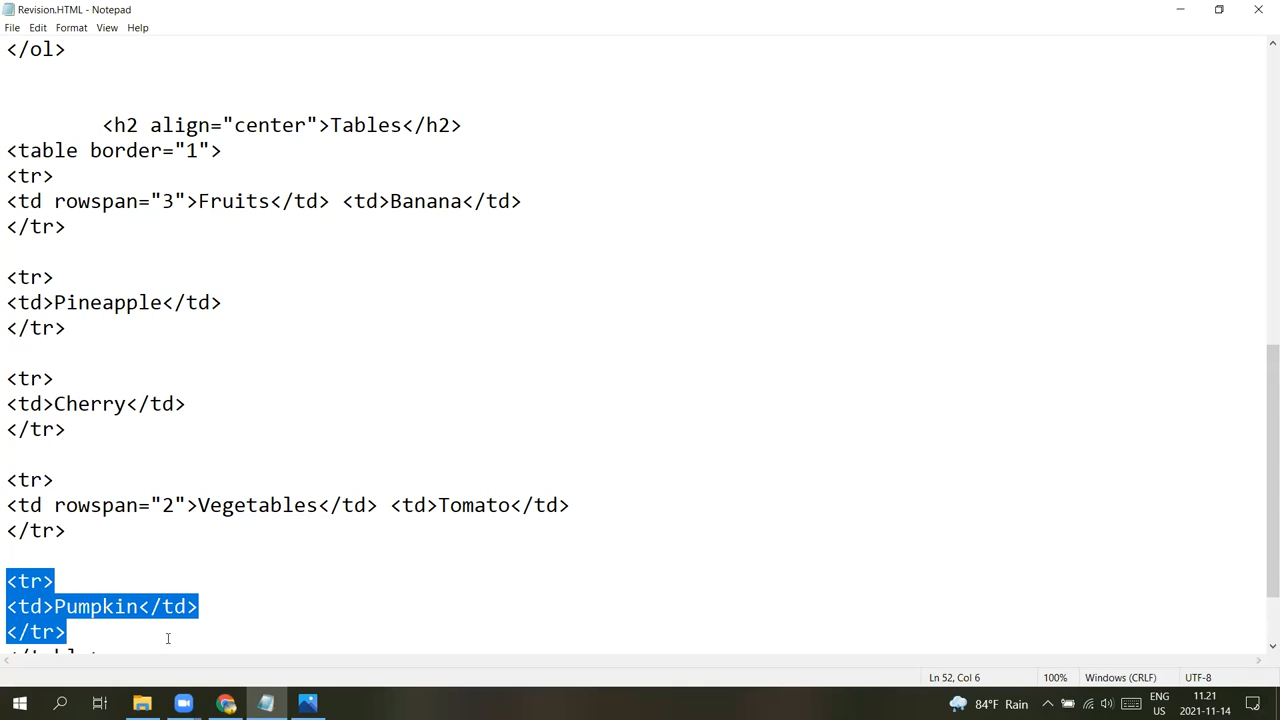 Revision.HTML - Notepad
File Edit Format View Help
</ol>
<h2 align="center">Tables</h2>
<table border="1">
<tr>
<td rowspan="3">Fruits</td> <td>Banana</td>
</tr>
<tr>
<td>Pineapple</td>
</tr>
<tr>
<td>Cherry</td>
</tr>
<tr>
<td rowspan="2">Vegetables</td> <td>Tomato</td>
</tr>
<tr>
<td>Pumpkin</td>
</tr>
Ln 52, Col 6 100% Windows (CRLF) UTF-8
84°F Rain ENG US 11.21 2021-11-14